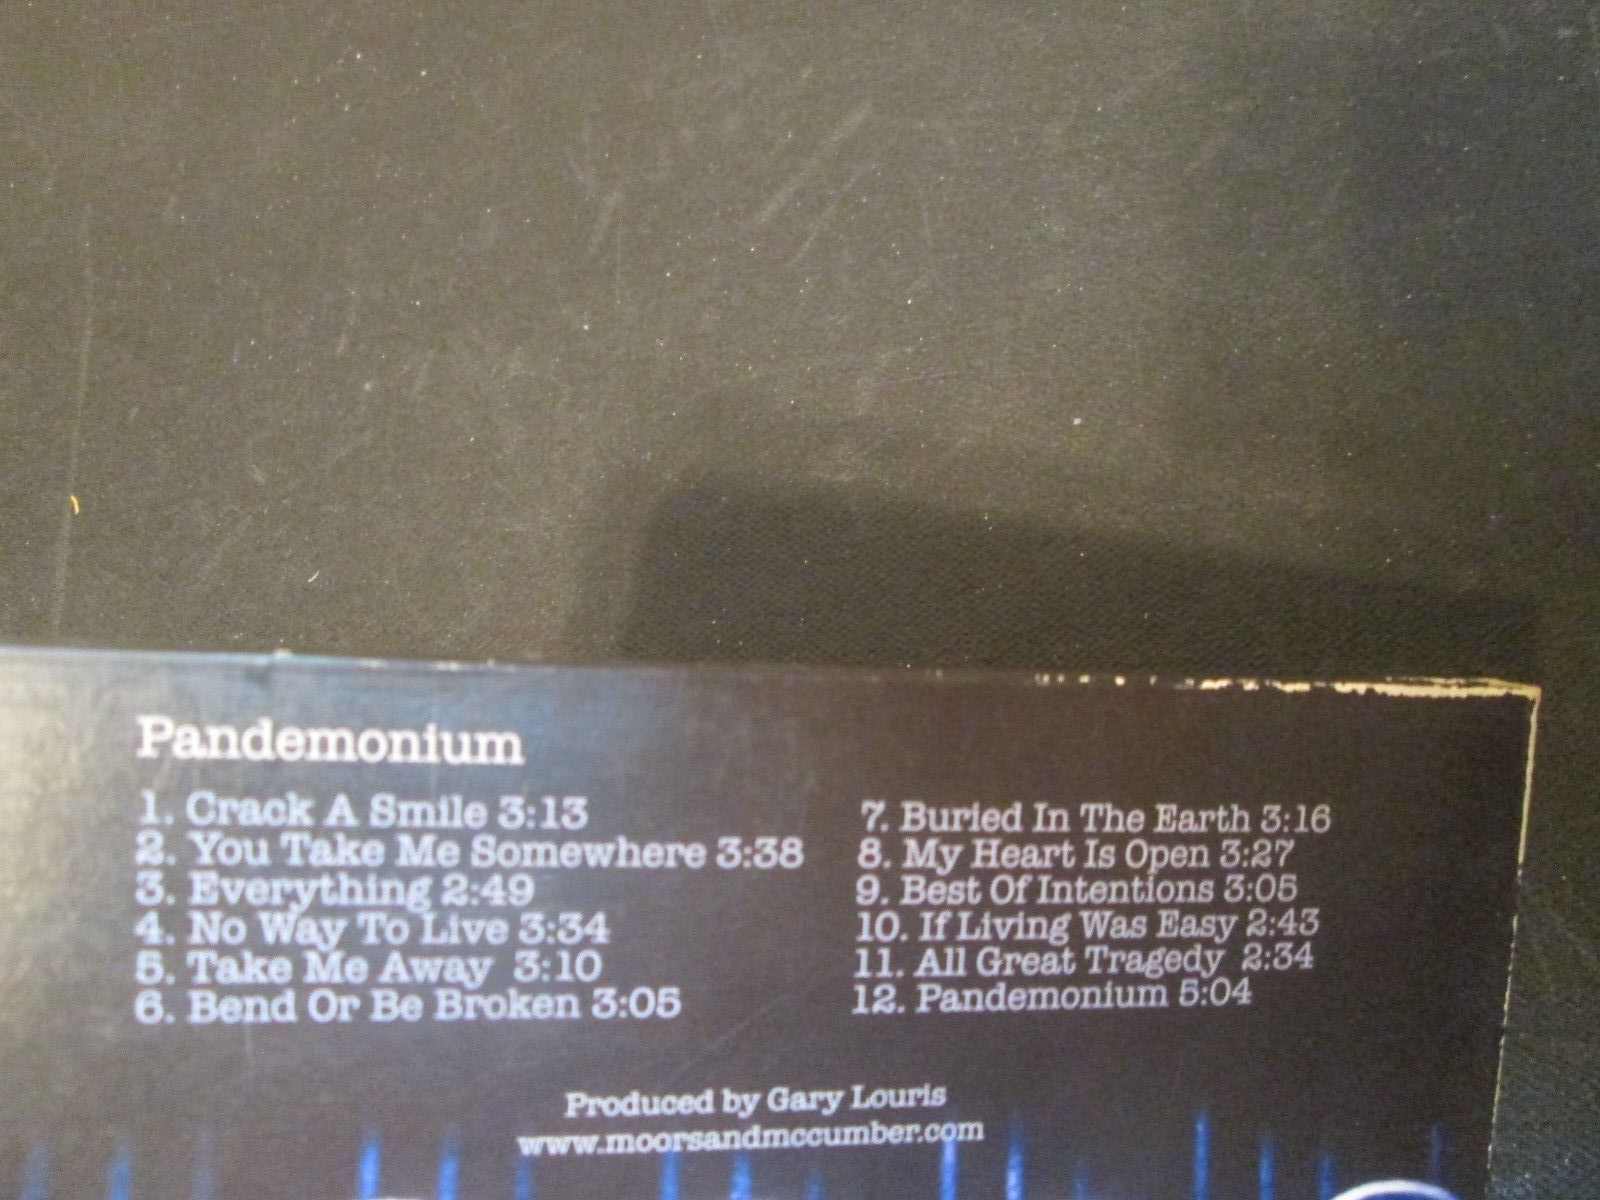 Pandemonium
1. Crack A Smile 3:13
2. You Take Me Somewhere 3:38
3. Everything 2:49
4. No Way To Live 3:34
5. Take Me Away 3:10
6. Bend Or Be Broken 3:05
7. Buried In The Earth 3:16
8. My Heart Is Open 3:27
9. Best Of Intentions 3:05
10. If Living Was Easy 2:43
11. All Great Tragedy 2:34
12. Pandemonium 5:04
Produced by Gary Louris
www.moorsandmccumber.com